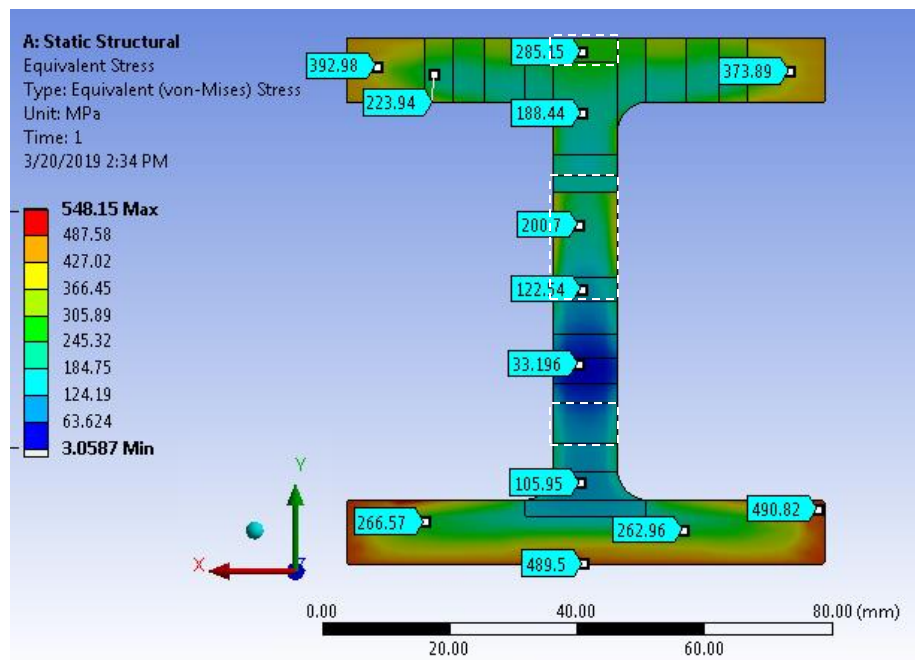 A: Static Structural
Equivalent Stress
Type: Equivalent (von-Mises) Stress
Unit: MPa
Time: 1
3/20/2019 2:34 PM
548.15 Max
487.58
427.02
366.45
305.89
245.32
184.75
124.19
63.624
3.0587 Min
285.15
392.98
373.89
223.94
188.44
200.7
122.54
33.196
105.95
490.82
266.57
262.96
489.5
Y
X
0.00
40.00
80.00 (mm)
20.00
60.00